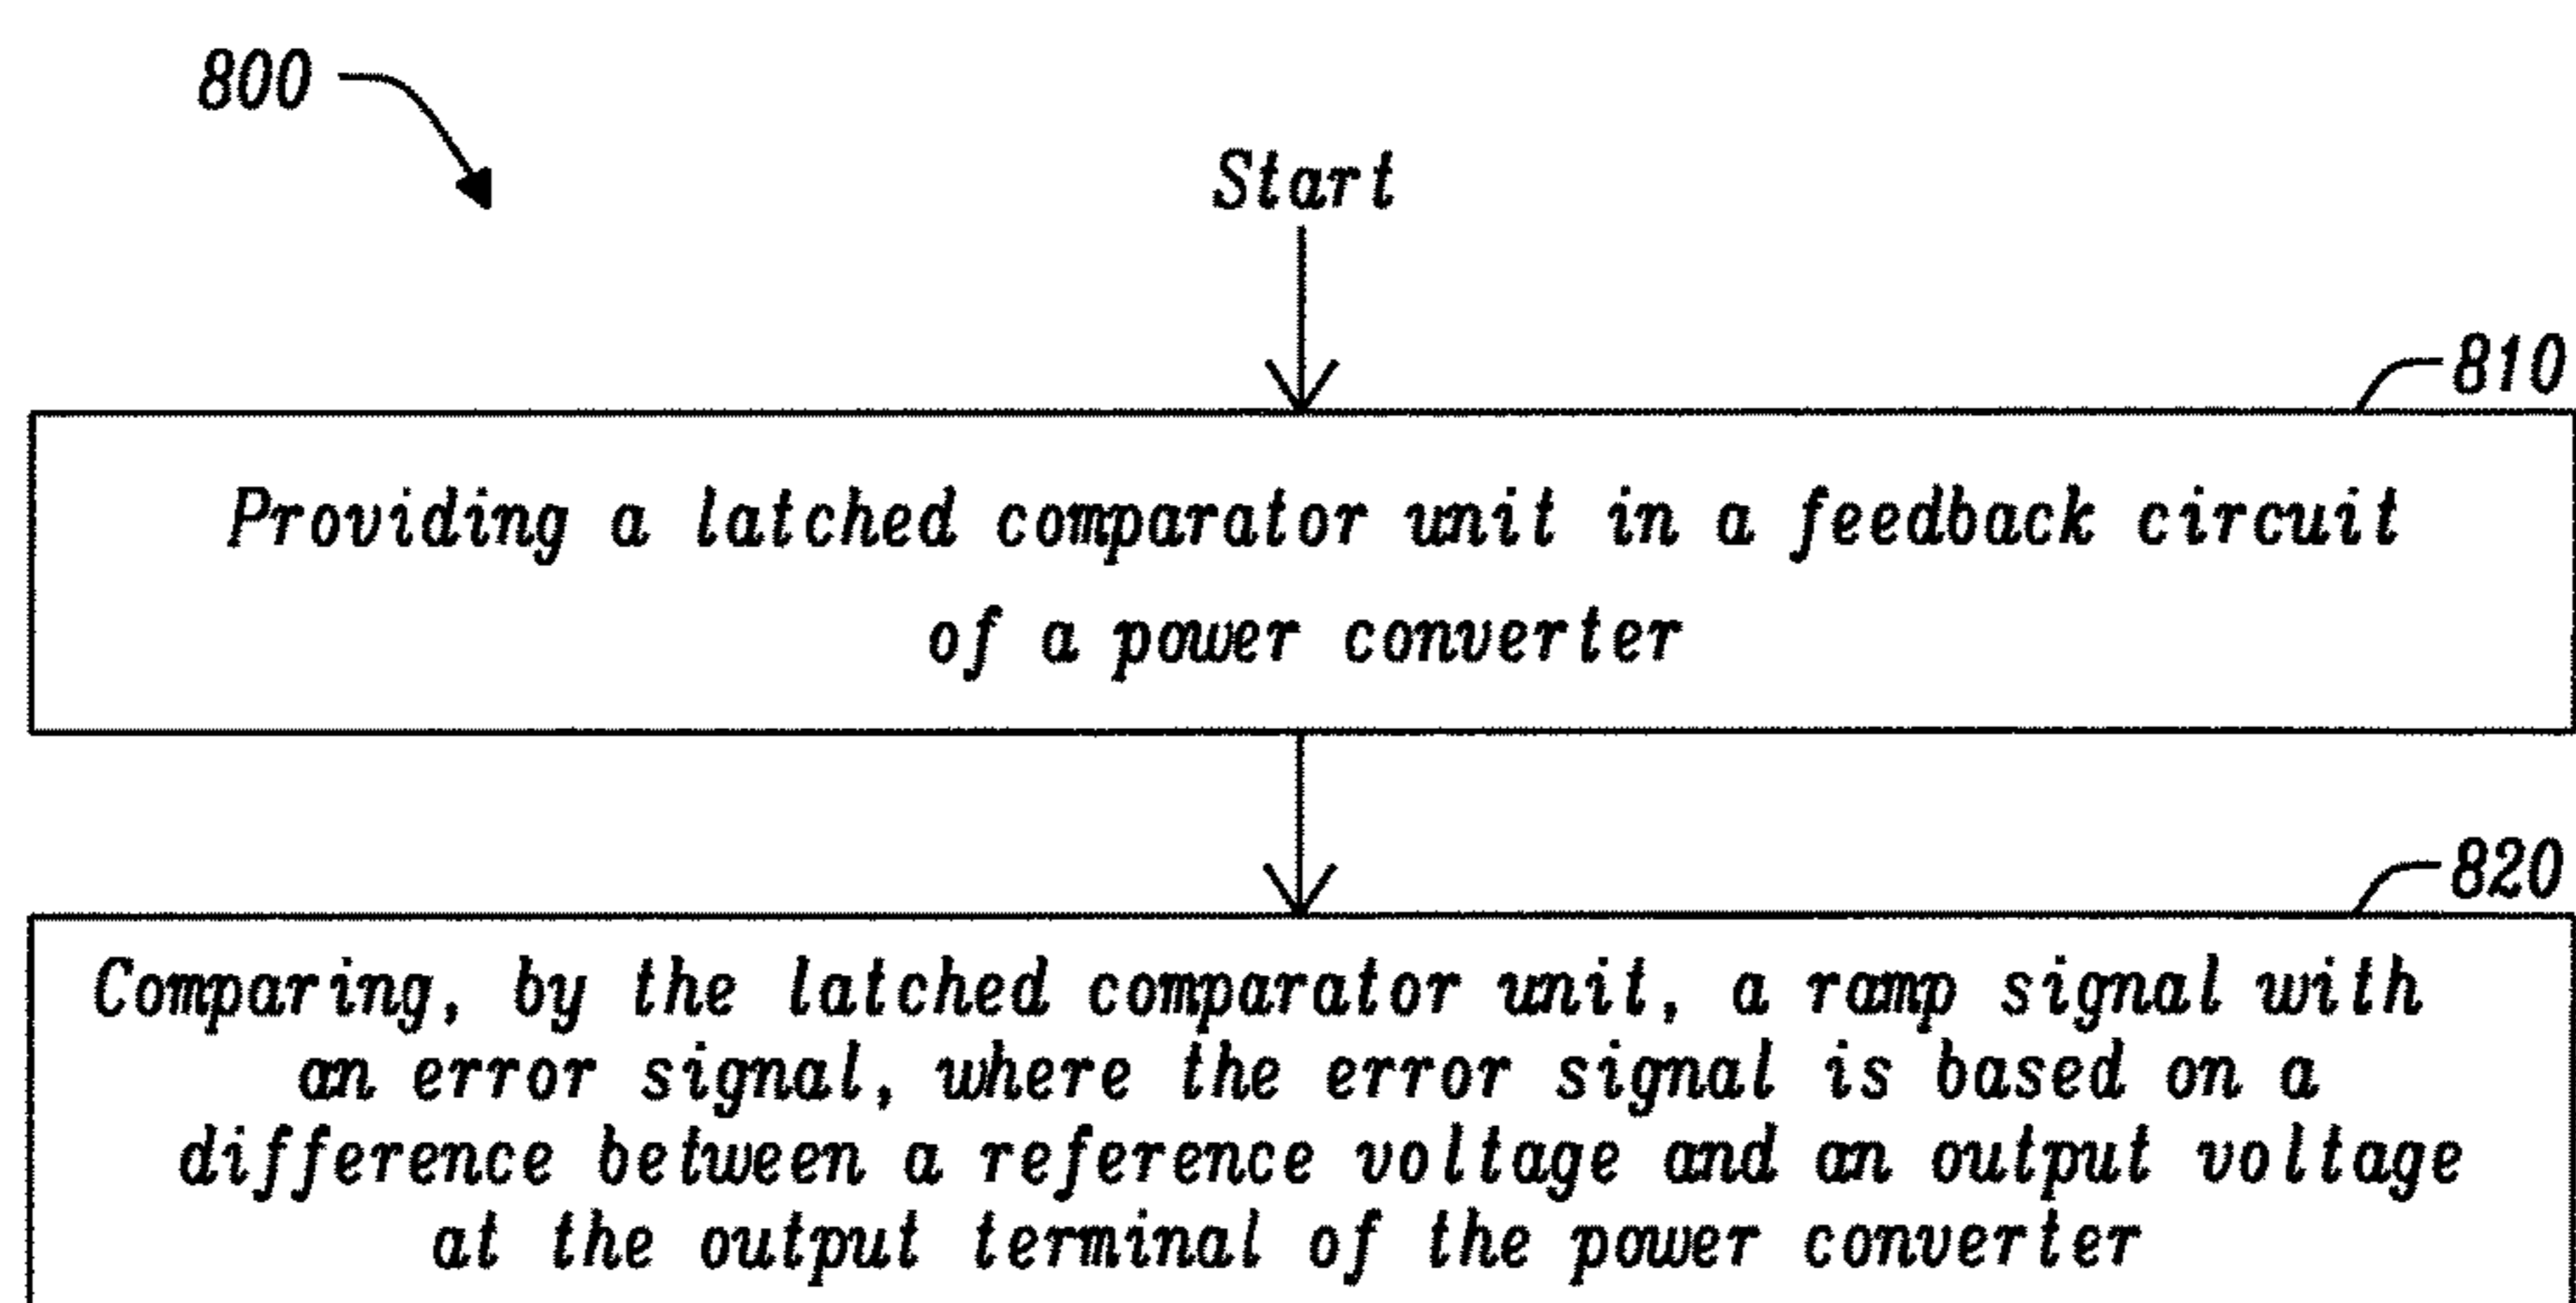 800
Start
810
Providing a latched comparator unit in a feedback circuit
of a power converter
820
Comparing, by the latched comparator unit, a ramp signal with
an error signal, where the error signal is based on a
difference between a reference voltage and an output voltage
at the output terminal of the power converter